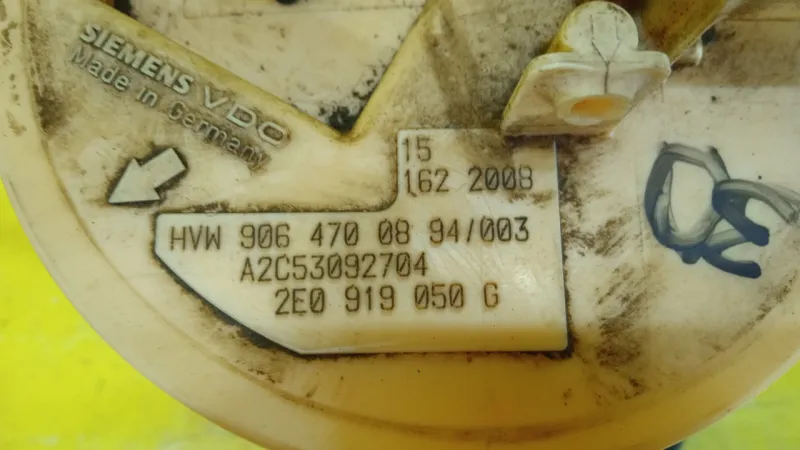 SIEMENS VDO
Made in Germany
15
162 2008
HVW 906 470 08 94/003
A2C53092704
2E0 919 050 G